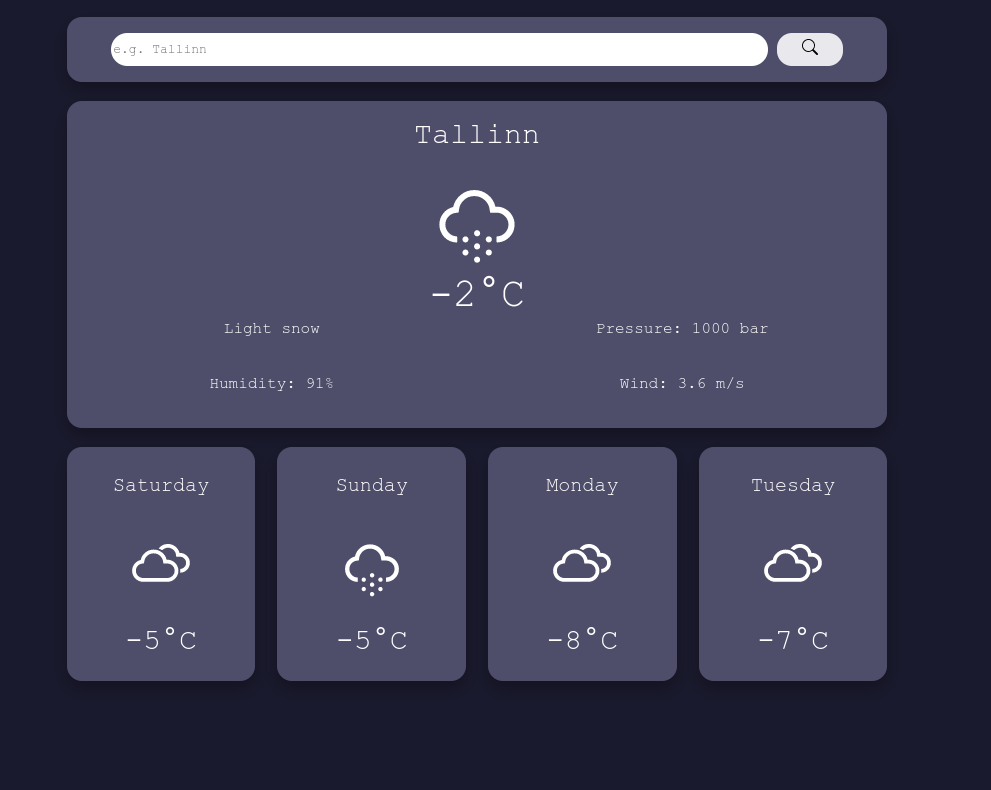 e.g. Tallinn
Tallinn
-2°C
Light snow
Pressure: 1000 bar
Humidity: 91%
Wind: 3.6 m/s
Saturday
-5°C
Sunday
-5°C
Monday
-8°C
Tuesday
-7°C